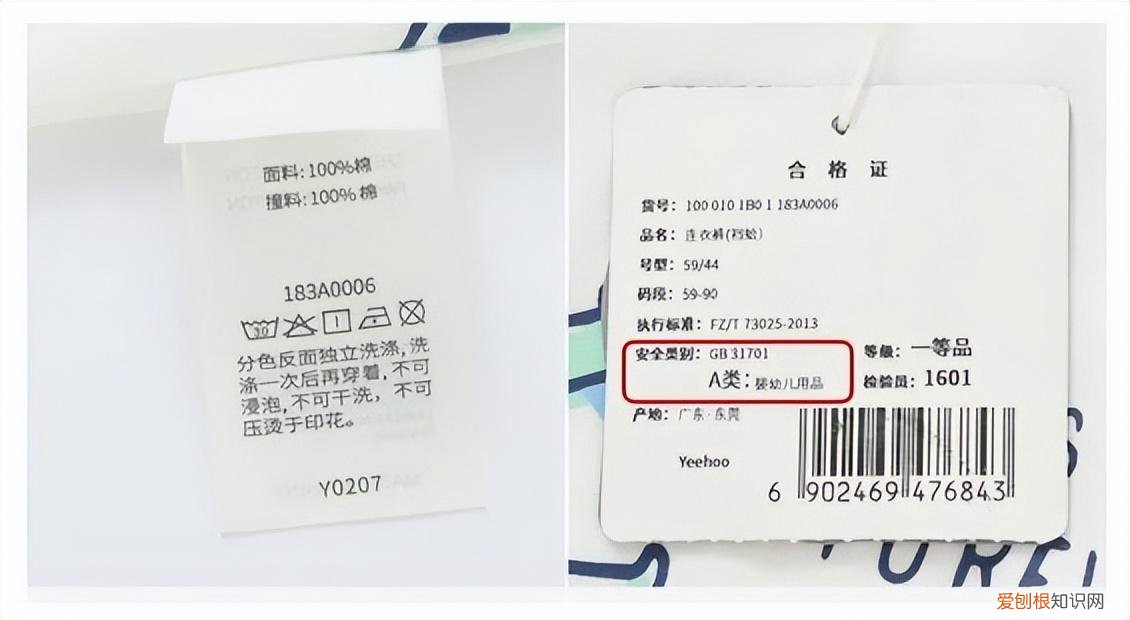 面料:100%棉
撞料:100%棉
183A0006
30
分色反面独立洗涤,洗
涤一次后再穿着,不可
浸泡,不可干洗，不可
压烫于印花。
Y0207
合格证
货号：100 010 1B0 1 183A0006
品名：连衣裤(袼蛤)
号型：59/44
码段：59-90
执行标准：FZ/T 73025-2013
安全类别：GB 31701
A类：婴幼儿用品
等级：一等品
检验员：1601
产地：广东·东莞
Yeehoo
6 902469 476843
爱刨根知识网